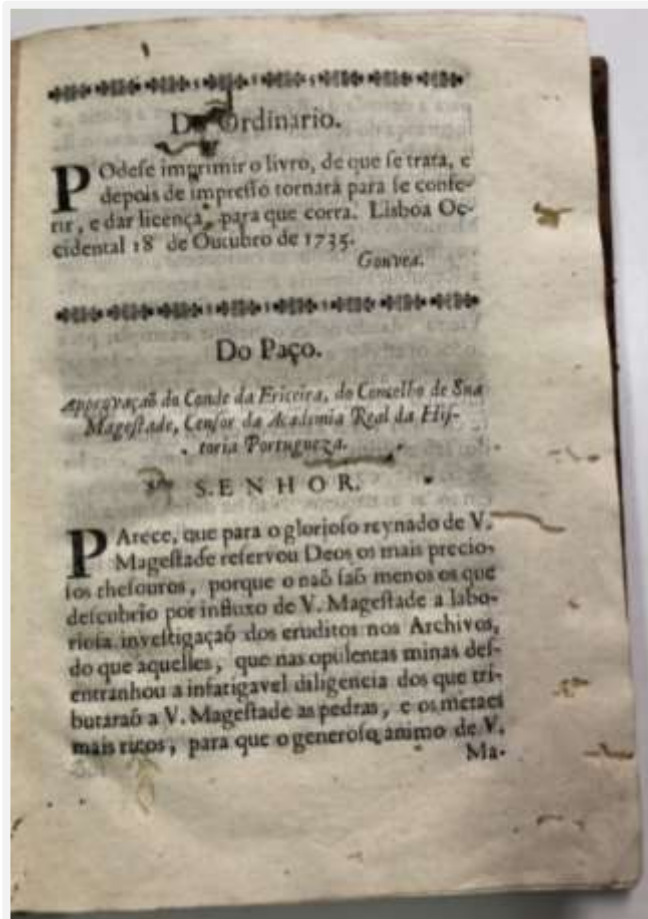 Do Ordinario.
POdeſe imprimir o livro, de que ſe trata, e
depois de impreſſo tornará para ſe confe-
rir, e dar licença, para que corra. Lisboa Oc-
cidental 18 de Outubro de 1735.
Gouvea.
Do Paço.
Approvaçaõ do Conde da Ericeira, do Concelho de Sua
Mageſtade, Cenſor da Academia Real da Hiſ-
toria Portugueza.
SENHOR.
PArece, que para o glorioſo reynado de V.
Mageſtade reſervou Deos os mais precio-
ſos theſouros, porque o naõ ſaõ menos os que
deſcubrio por influxo de V. Mageſtade a labo-
rioſa inveſtigaçaõ dos eruditos nos Archivos,
do que aquelles, que nas opulentas minas deſ-
entranhou a infatigavel diligencia dos que tri-
butaraõ a V. Mageſtade as pedras, e os metaes
mais ricos, para que o generoſo animo de V.
Ma-